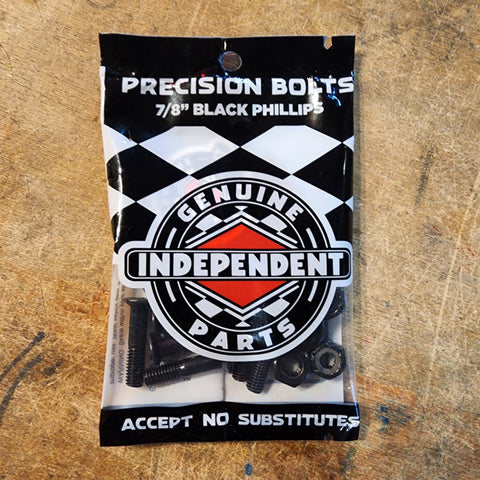 PRECISION BOLTS
7/8" BLACK PHILLIPS
GENUINE
INDEPENDENT
PARTS
ACCEPT NO SUBSTITUTES